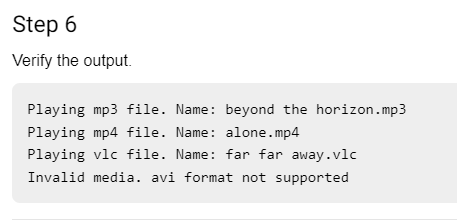 Step 6
Verify the output.
Playing mp3 file. Name: beyond the horizon.mp3
Playing mp4 file. Name: alone.mp4
Playing vlc file. Name: far far away.vlc
Invalid media. avi format not supported